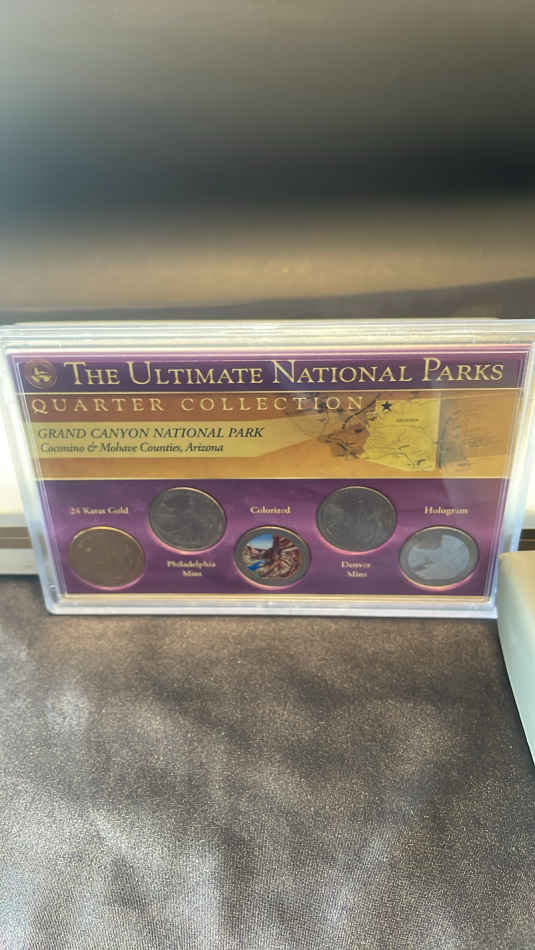 THE ULTIMATE NATIONAL PARKS
QUARTER COLLECTION
GRAND CANYON NATIONAL PARK
Coconino & Mohave Counties, Arizona
24 Karat Gold
Philadelphia
Mint
Colorized
Denver
Mint
Hologram